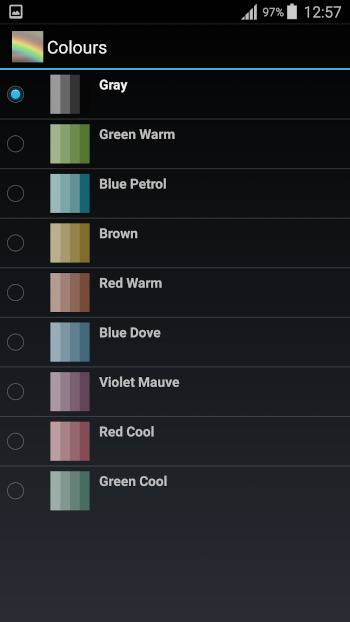 97% 12:57
Colours
Gray
Green Warm
Blue Petrol
Brown
Red Warm
Blue Dove
Violet Mauve
Red Cool
Green Cool